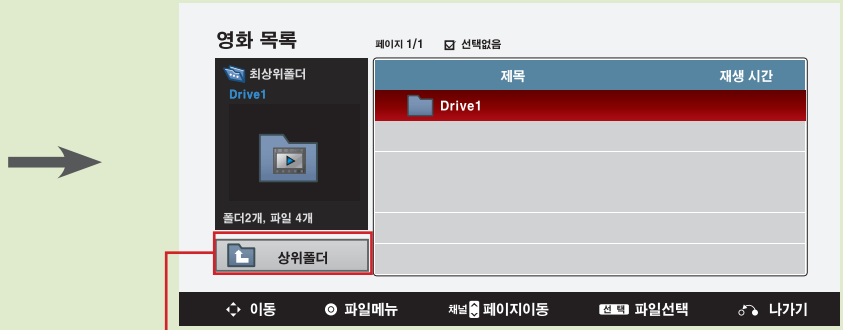 영화 목록
페이지 1/1 선택없음
최상위폴더
Drive1
제목 재생 시간
Drive1
폴더2개, 파일 4개
상위폴더
이동 파일메뉴 채널 페이지이동 선택 파일선택 나가기